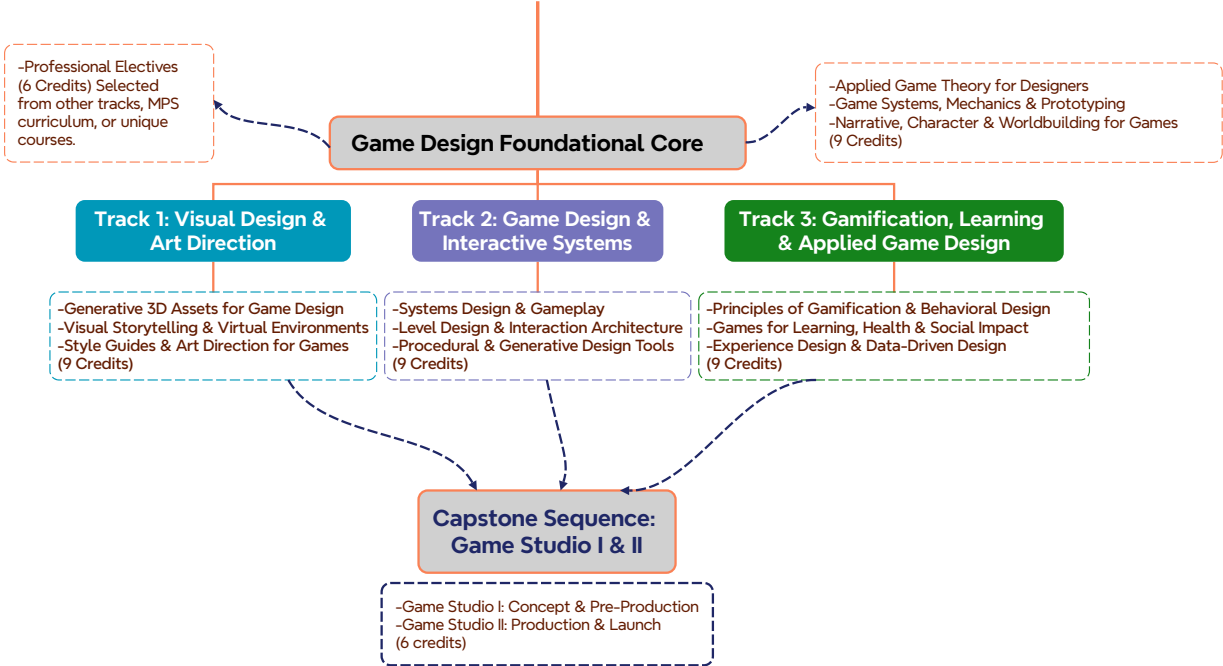 -Professional Electives
(6 Credits) Selected
from other tracks, MPS
curriculum, or unique
courses.
Game Design Foundational Core
-Applied Game Theory for Designers
-Game Systems, Mechanics & Prototyping
-Narrative, Character & Worldbuilding for Games
(9 Credits)
Track 1: Visual Design &
Art Direction
Track 2: Game Design &
Interactive Systems
Track 3: Gamification, Learning
& Applied Game Design
-Generative 3D Assets for Game Design
-Visual Storytelling & Virtual Environments
-Style Guides & Art Direction for Games
(9 Credits)
-Systems Design & Gameplay
-Level Design & Interaction Architecture
-Procedural & Generative Design Tools
(9 Credits)
-Principles of Gamification & Behavioral Design
-Games for Learning, Health & Social Impact
-Experience Design & Data-Driven Design
(9 Credits)
Capstone Sequence:
Game Studio I & II
-Game Studio I: Concept & Pre-Production
-Game Studio II: Production & Launch
(6 credits)